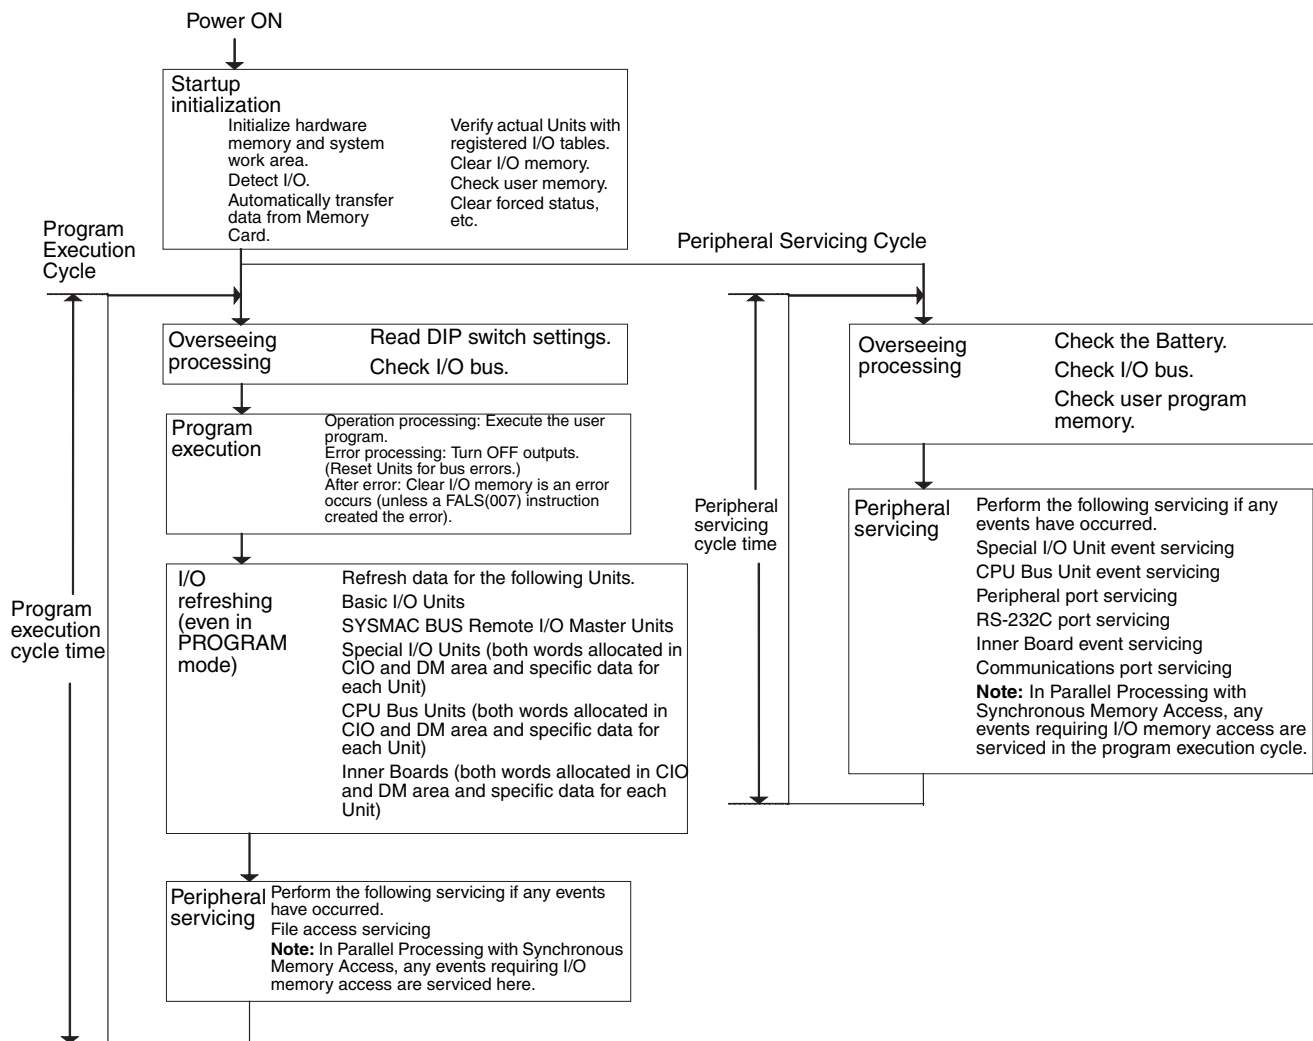 Power ON
Startup
initialization
Initialize hardware
memory and system
work area.
Detect I/O.
Automatically transfer
data from Memory
Card.
Verify actual Units with
registered I/O tables.
Clear I/O memory.
Check user memory.
Clear forced status,
etc.
Program
Execution
Cycle
Peripheral Servicing Cycle
Overseeing
processing
Read DIP switch settings.
Check I/O bus.
Program
execution
Operation processing: Execute the user
program.
Error processing: Turn OFF outputs.
(Reset Units for bus errors.)
After error: Clear I/O memory is an error
occurs (unless a FALS(007) instruction
created the error).
I/O
refreshing
(even in
PROGRAM
mode)
Refresh data for the following Units.
Basic I/O Units
SYSMAC BUS Remote I/O Master Units
Special I/O Units (both words allocated in
CIO and DM area and specific data for
each Unit)
CPU Bus Units (both words allocated in
CIO and DM area and specific data for
each Unit)
Inner Boards (both words allocated in CIO
and DM area and specific data for each
Unit)
Program
execution
cycle time
Peripheral
servicing
Perform the following servicing if any events
have occurred.
File access servicing
Note: In Parallel Processing with Synchronous
Memory Access, any events requiring I/O
memory access are serviced here.
Overseeing
processing
Check the Battery.
Check I/O bus.
Check user program
memory.
Peripheral
servicing
cycle time
Peripheral
servicing
Perform the following servicing if any
events have occurred.
Special I/O Unit event servicing
CPU Bus Unit event servicing
Peripheral port servicing
RS-232C port servicing
Inner Board event servicing
Communications port servicing
Note: In Parallel Processing with
Synchronous Memory Access, any
events requiring I/O memory access are
serviced in the program execution cycle.